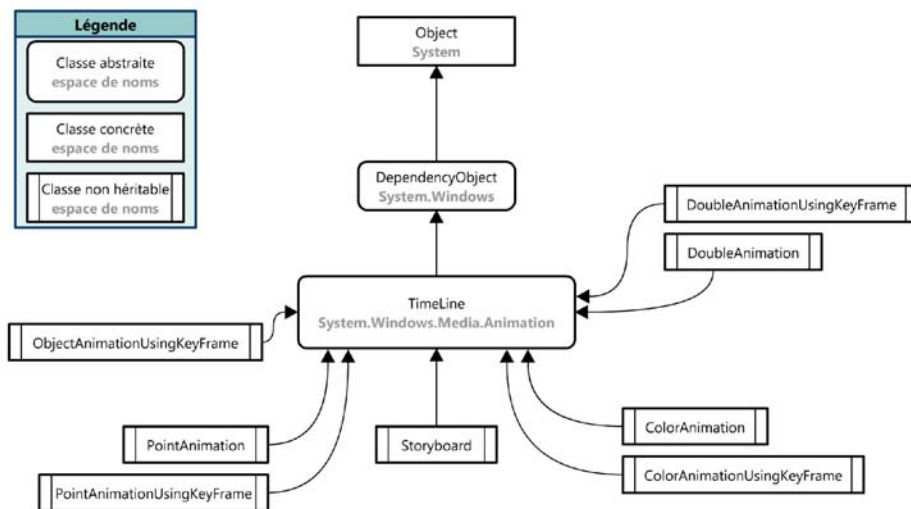 Légende
Classe abstraite
espace de noms
Classe concrète
espace de noms
Classe non héritable
espace de noms
Object
System
DependencyObject
System.Windows
DoubleAnimationUsingKeyFrame
DoubleAnimation
TimeLine
System.Windows.Media.Animation
ObjectAnimationUsingKeyFrame
PointAnimation
PointAnimationUsingKeyFrame
Storyboard
ColorAnimation
ColorAnimationUsingKeyFrame